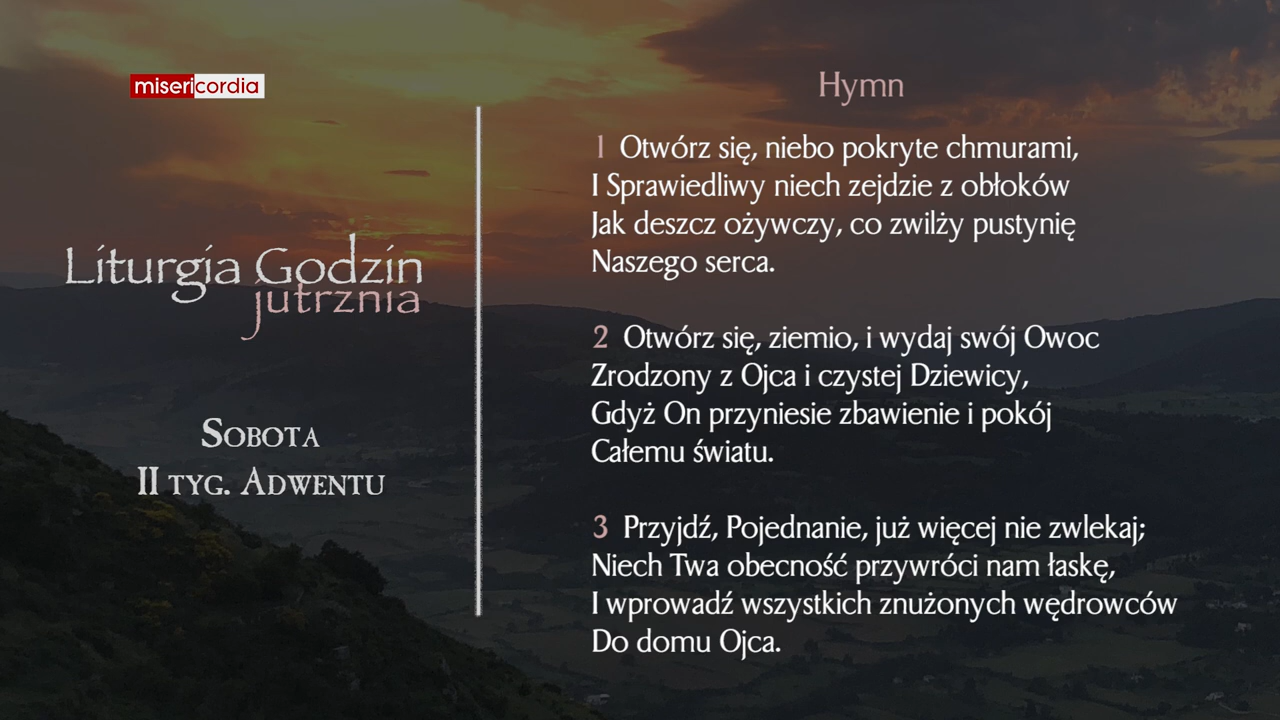 misericordia
Liturgia Godzin
jutrznia
Sobota
II tyg. Adwentu
Hymn
1 Otwórz się, niebo pokryte chmurami,
I Sprawiedliwy niech zejdzie z obłoków
Jak deszcz ożywczy, co zwilży pustynię
Naszego serca.
2 Otwórz się, ziemio, i wydaj swój Owoc
Zrodzony z Ojca i czystej Dziewicy,
Gdyż On przyniesie zbawienie i pokój
Całemu światu.
3 Przyjdź, Pojednanie, już więcej nie zwlekaj;
Niech Twa obecność przywróci nam łaskę,
I wprowadź wszystkich znużonych wędrowców
Do domu Ojca.